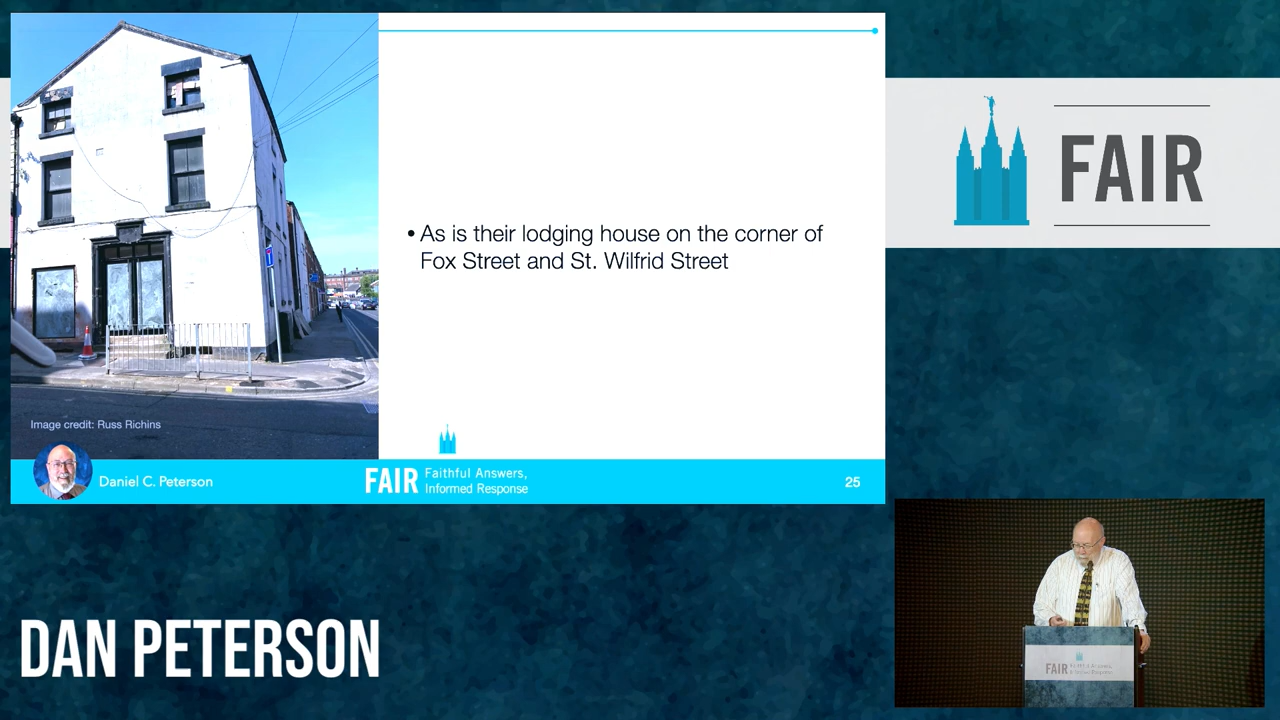 • As is their lodging house on the corner of
Fox Street and St. Wilfrid Street
Image credit: Russ Richins
Daniel C. Peterson
FAIR Faithful Answers,
Informed Response
25
FAIR
DAN PETERSON
FAIR